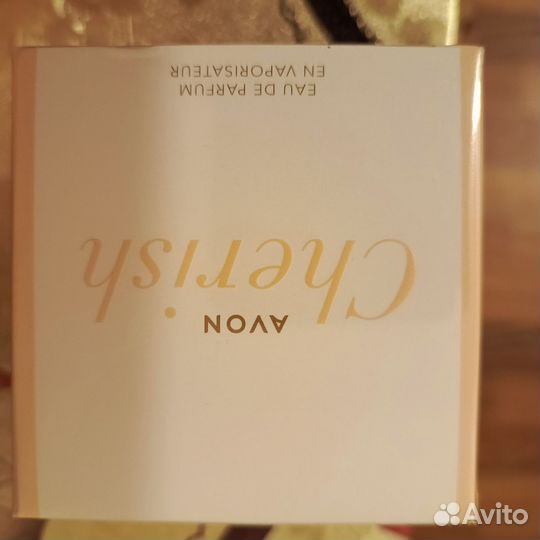 AVON
Cherish
EAU DE PARFUM
EN VAPORISATEUR
Avito